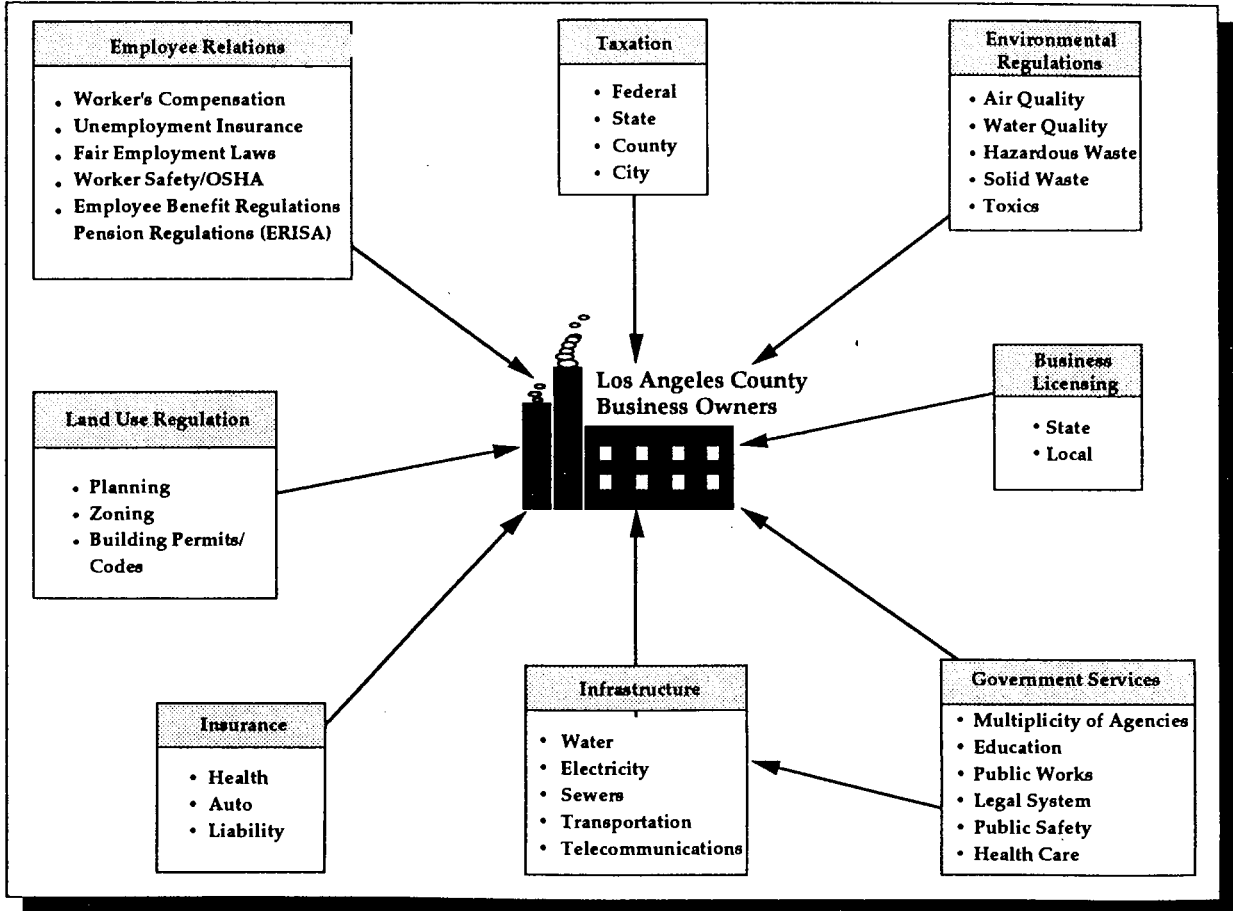 Employee Relations
• Worker's Compensation
• Unemployment Insurance
• Fair Employment Laws
• Worker Safety/OSHA
• Employee Benefit Regulations
Pension Regulations (ERISA)
Taxation
• Federal
• State
• County
• City
Environmental
Regulations
• Air Quality
• Water Quality
• Hazardous Waste
• Solid Waste
• Toxics
Los Angeles County
Business Owners
Business
Licensing
• State
• Local
Land Use Regulation
• Planning
• Zoning
• Building Permits/
Codes
Insurance
• Health
• Auto
• Liability
Infrastructure
• Water
• Electricity
• Sewers
• Transportation
• Telecommunications
Government Services
• Multiplicity of Agencies
• Education
• Public Works
• Legal System
• Public Safety
• Health Care